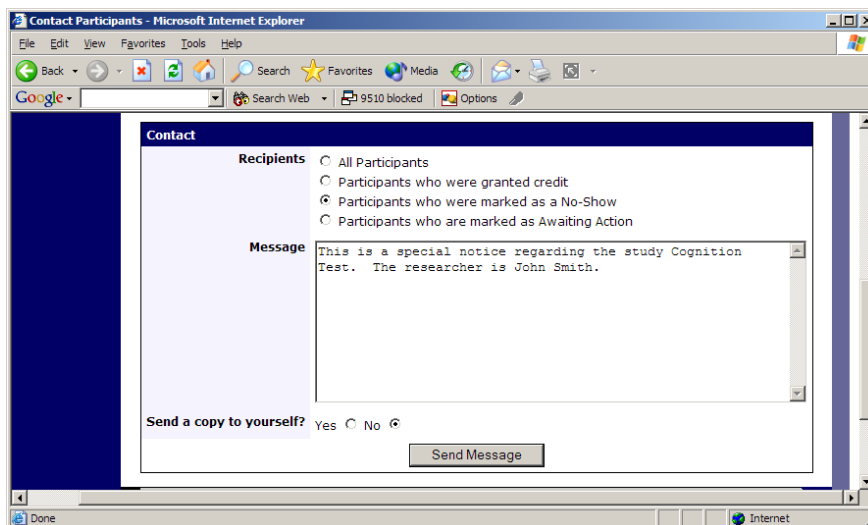 Contact Participants - Microsoft Internet Explorer
File Edit View Favorites Tools Help
Back Search Favorites Media
Google Search Web 9510 blocked Options
Contact
Recipients All Participants
Participants who were granted credit
Participants who were marked as a No-Show
Participants who are marked as Awaiting Action
Message This is a special notice regarding the study Cognition
Test.  The researcher is John Smith.
Send a copy to yourself? Yes No
Send Message
Done Internet